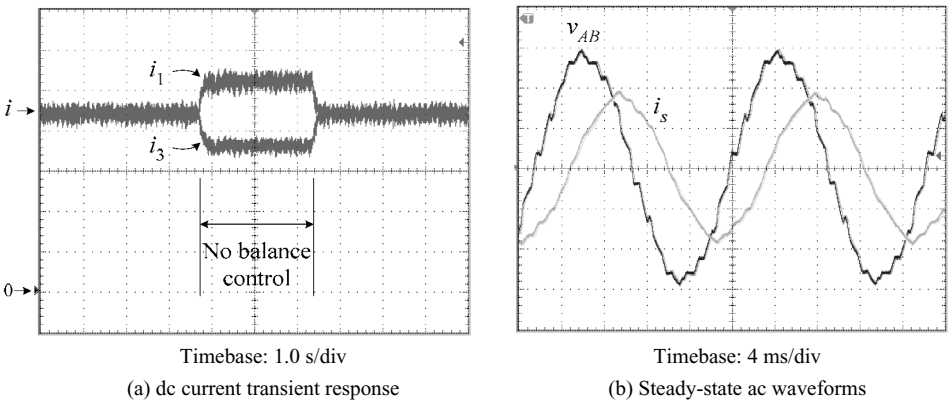 i₁
i
i₃
No balance
control
0
Timebase: 1.0 s/div
(a) dc current transient response
T
v_AB
i_s
Timebase: 4 ms/div
(b) Steady-state ac waveforms